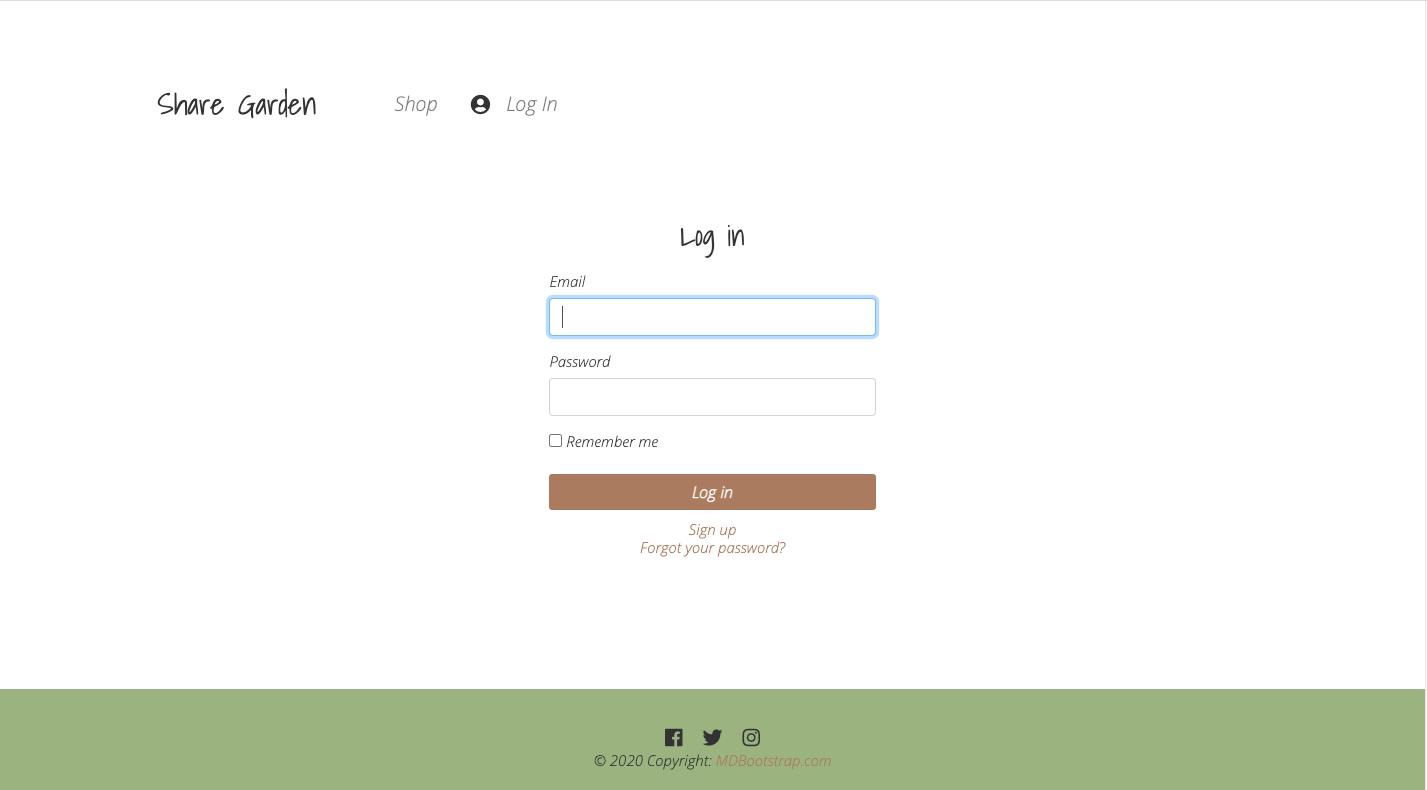 Share Garden
Shop
Log In
Log in
Email
Password
Remember me
Log in
Sign up
Forgot your password?
© 2020 Copyright: MDBootstrap.com